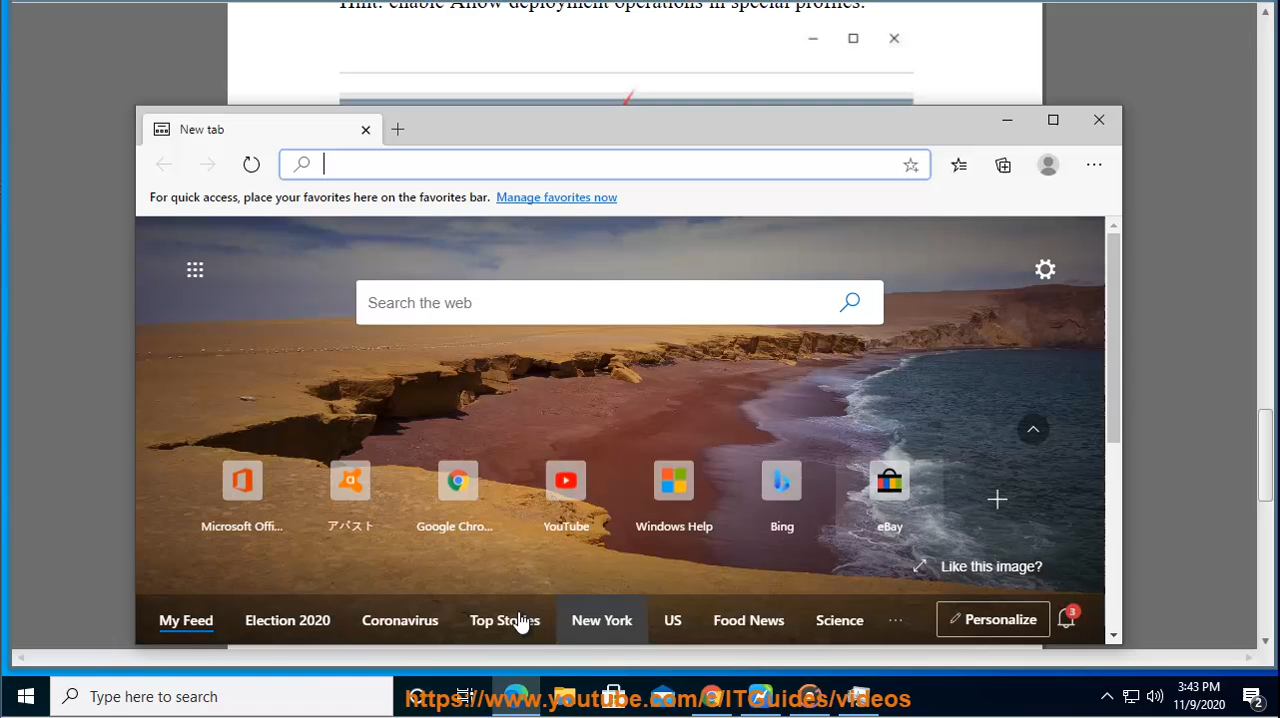 Hint: enable Allow deployment operations in special profiles.
New tab
For quick access, place your favorites here on the favorites bar. Manage favorites now
Search the web
Microsoft Offi...
アバスト
Google Chro...
YouTube
Windows Help
Bing
eBay
Like this image?
My Feed
Election 2020
Coronavirus
Top Stories
New York
US
Food News
Science
Personalize
3
Type here to search
https://www.youtube.com/c/ITGuides/videos
3:43 PM
11/9/2020
2